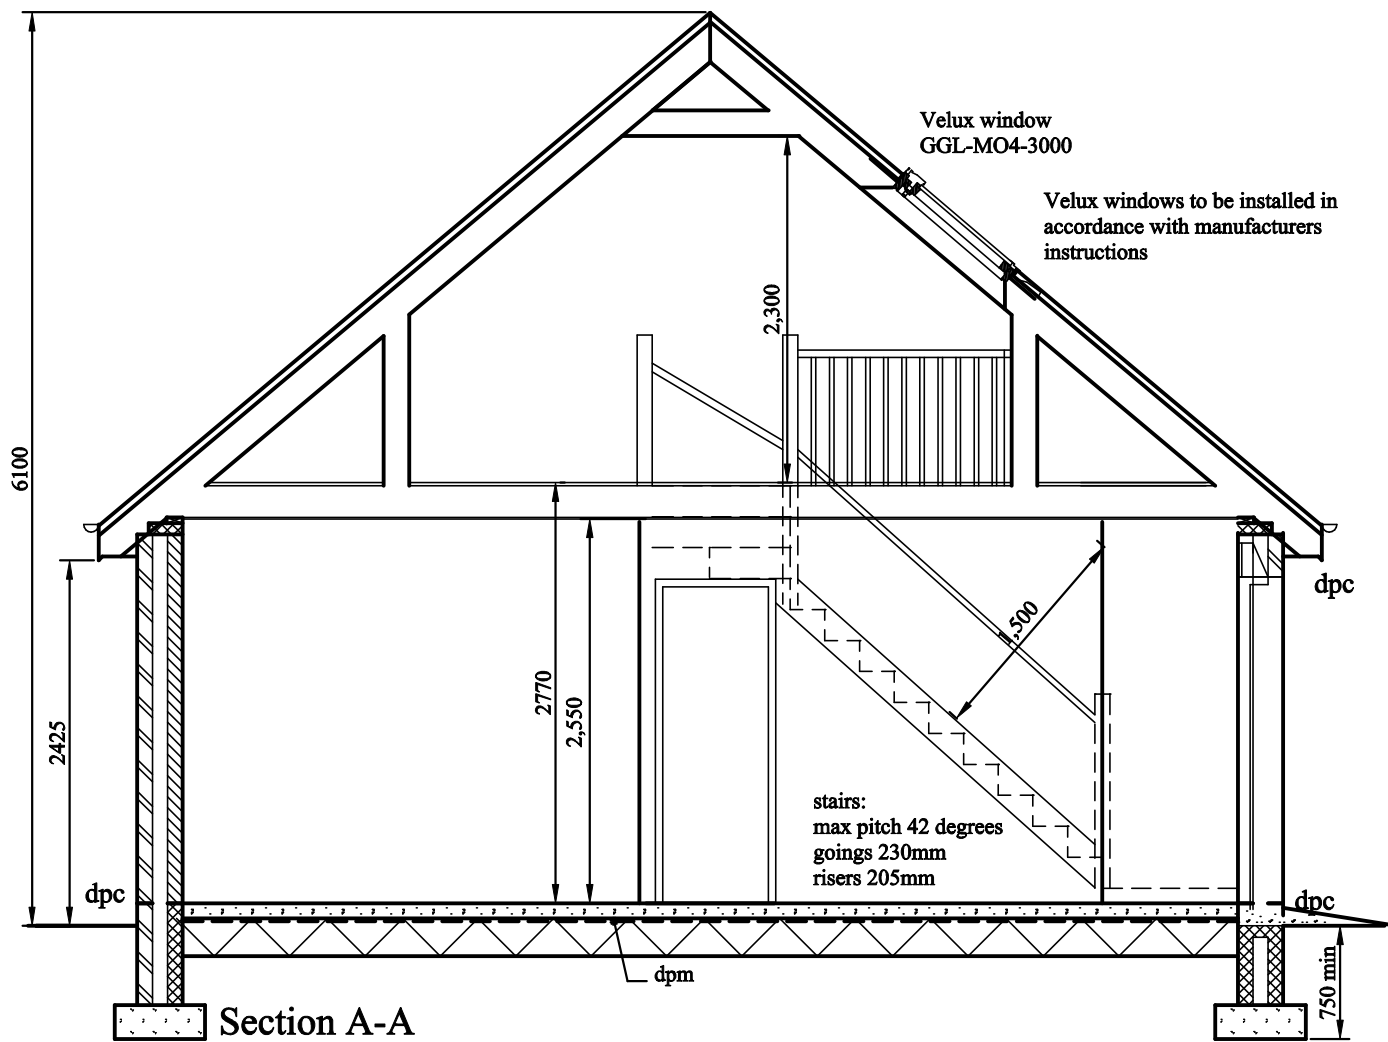 Velux window
GGL-MO4-3000
Velux windows to be installed in
accordance with manufacturers
instructions
2,300
6100
dpc
,500
2770
2,550
2425
stairs:
max pitch 42 degrees
goings 230mm
risers 205mm
dpc
dpc
dpm
750 min
Section A-A